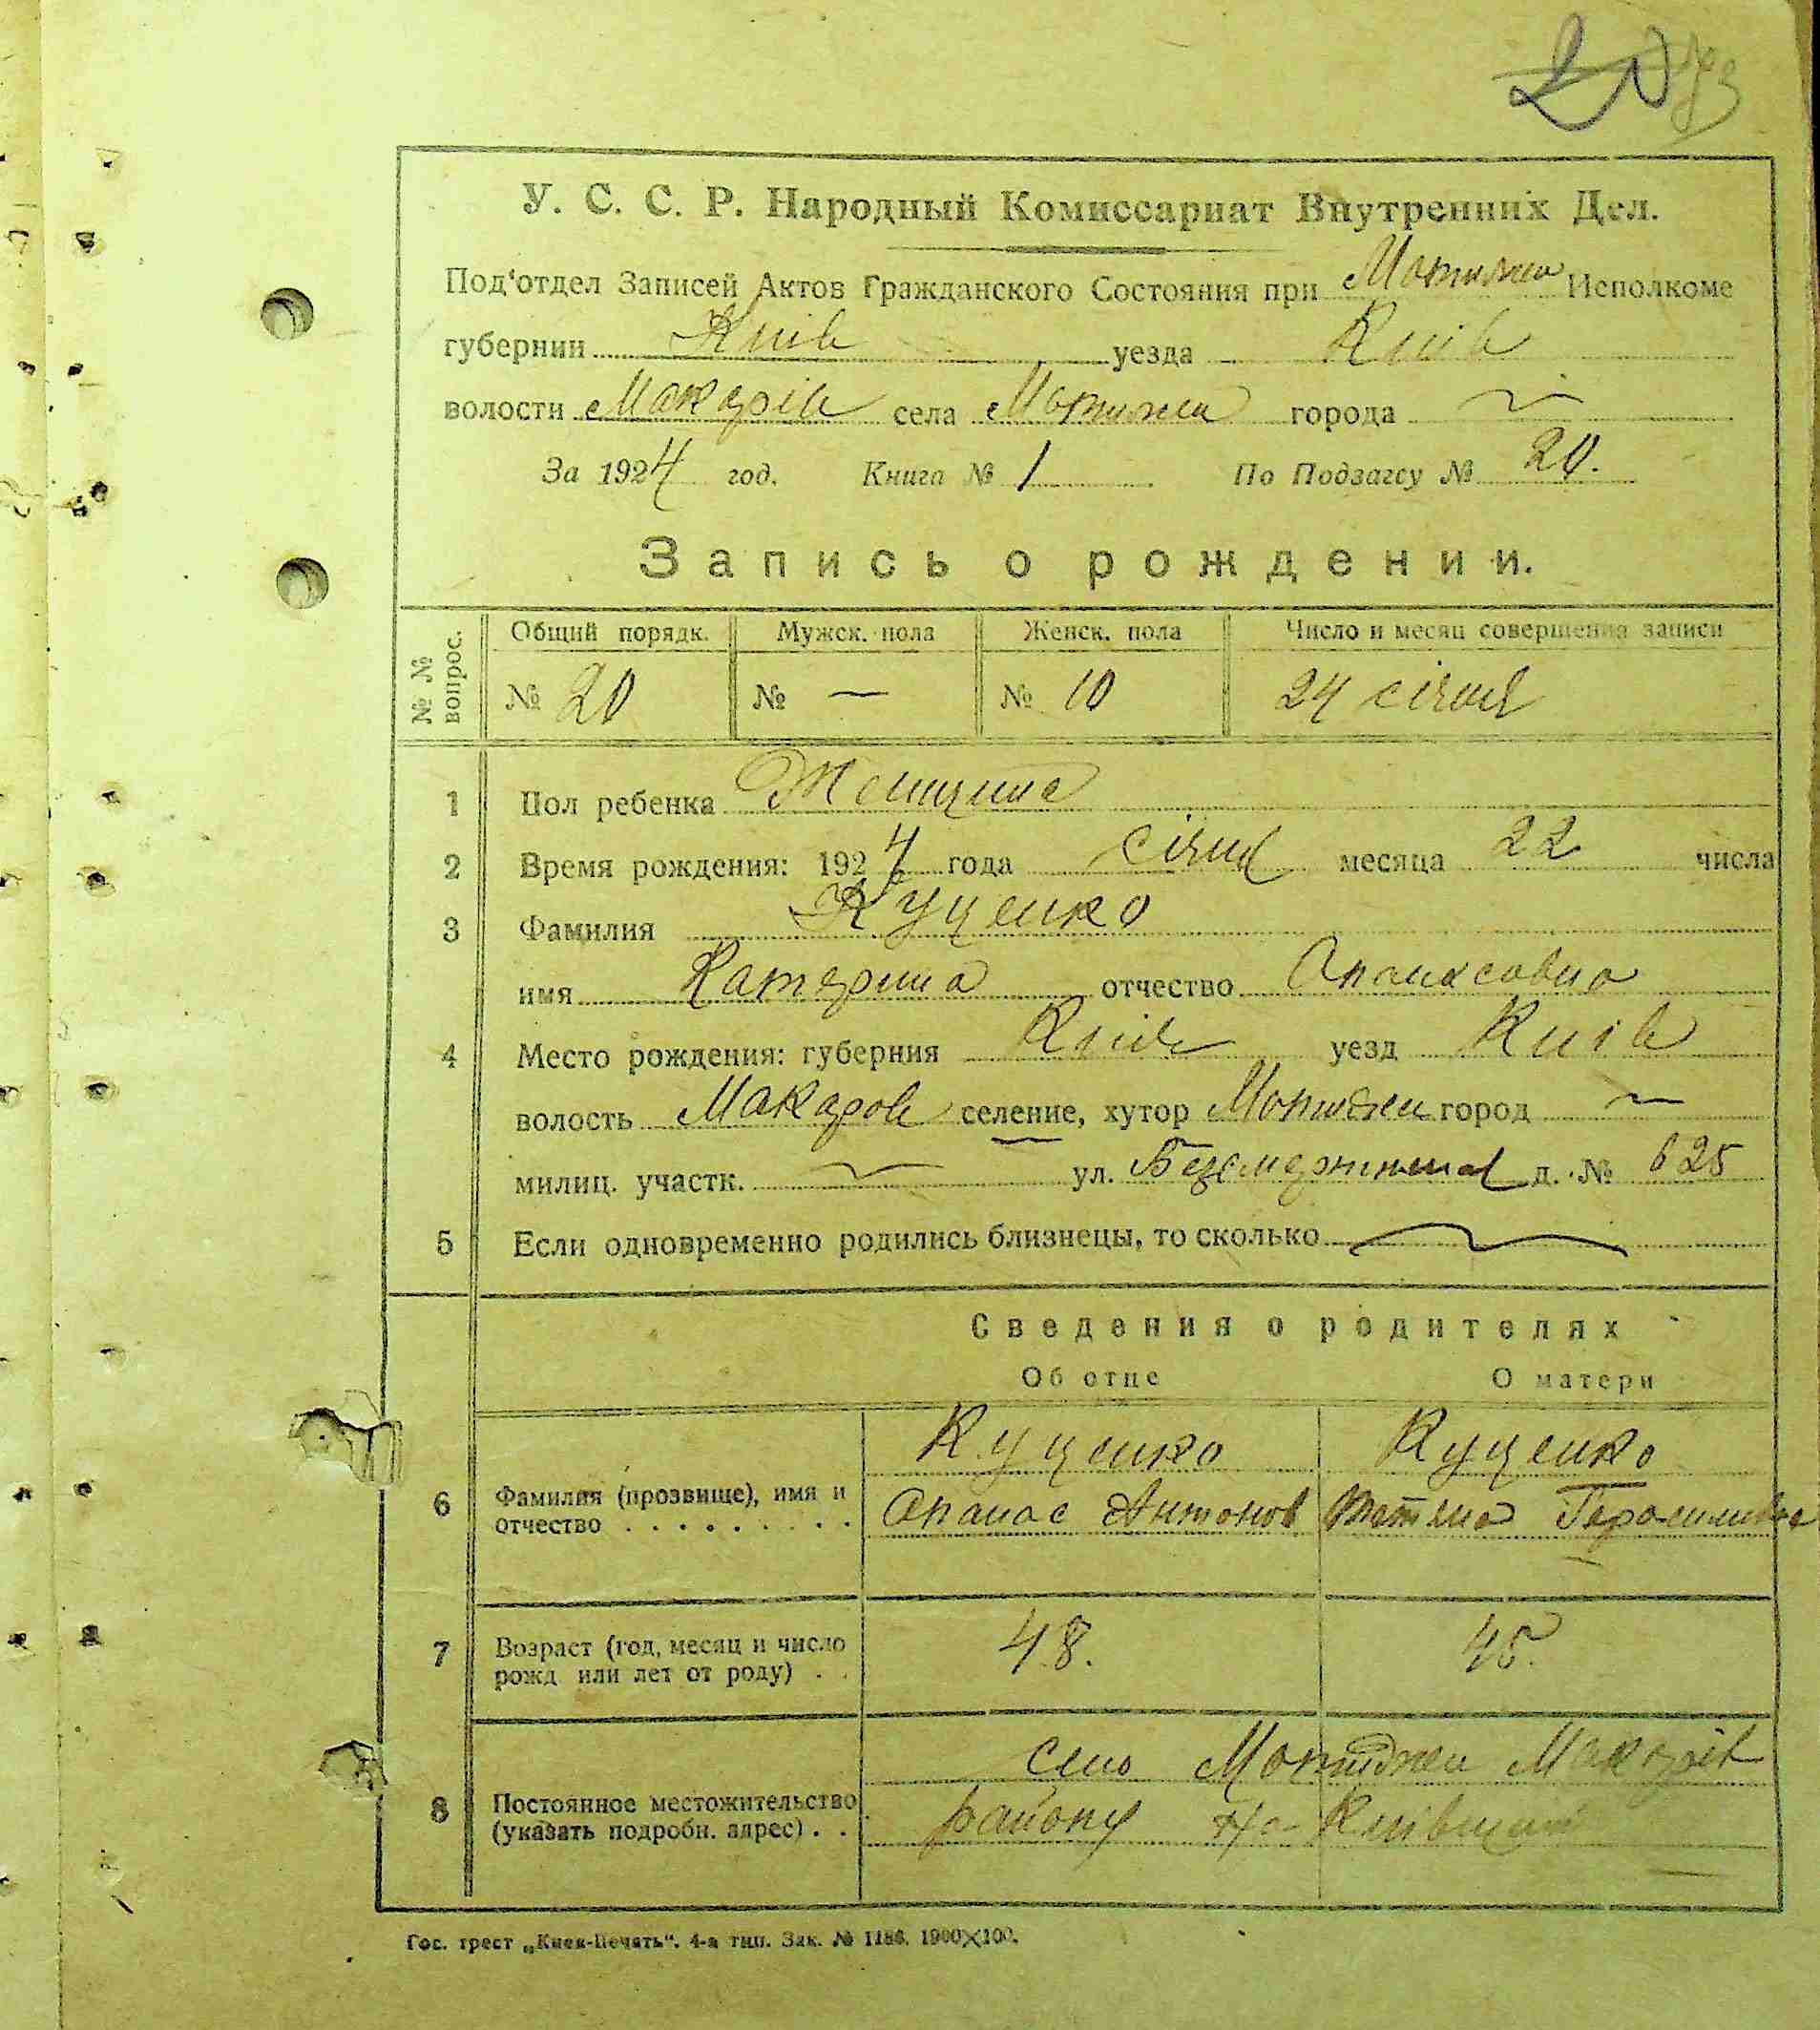 У. С. С. Р. Народный Комиссариат Внутренних Дел.
Под‘отдел Записей Актов Гражданского Состояния при Мотижин Исполкоме
губернии Київ уезда Київ
волости Макарів села Мотижин города —
За 1924 год. Книга № 1 По Подзагсу № 20.
Запись о рождении.
№ № вопрос. Общий порядк. Мужск. пола Женск. пола Число и месяц совершения записи
№ 20 № — № 10 24 січня
1 Пол ребенка Женщина
2 Время рождения: 1924 года січня месяца 22 числа
3 Фамилия Куценко
имя Катерина отчество Опанасовна
4 Место рождения: губерния Київ уезд Київ
волость Макаров селение, хутор Мотижин город —
милиц. участк. — ул. д. № 625
5 Если одновременно родились близнецы, то сколько —
Сведения о родителях
Об отце О матери
Куценко Куценко
6 Фамилия (прозвище), имя и отчество . . . . . . . . . Опанас Антонов Тетяна
7 Возраст (год, месяц и число рожд или лет от роду) . . 48. 45.
село Мотижин Макарів
8 Постоянное местожительство (указать подробн. адрес) . . району на Київщині
Гос. трест „Киев-Печать“. 4-я тип. Зак. № 1186. 1900×100.